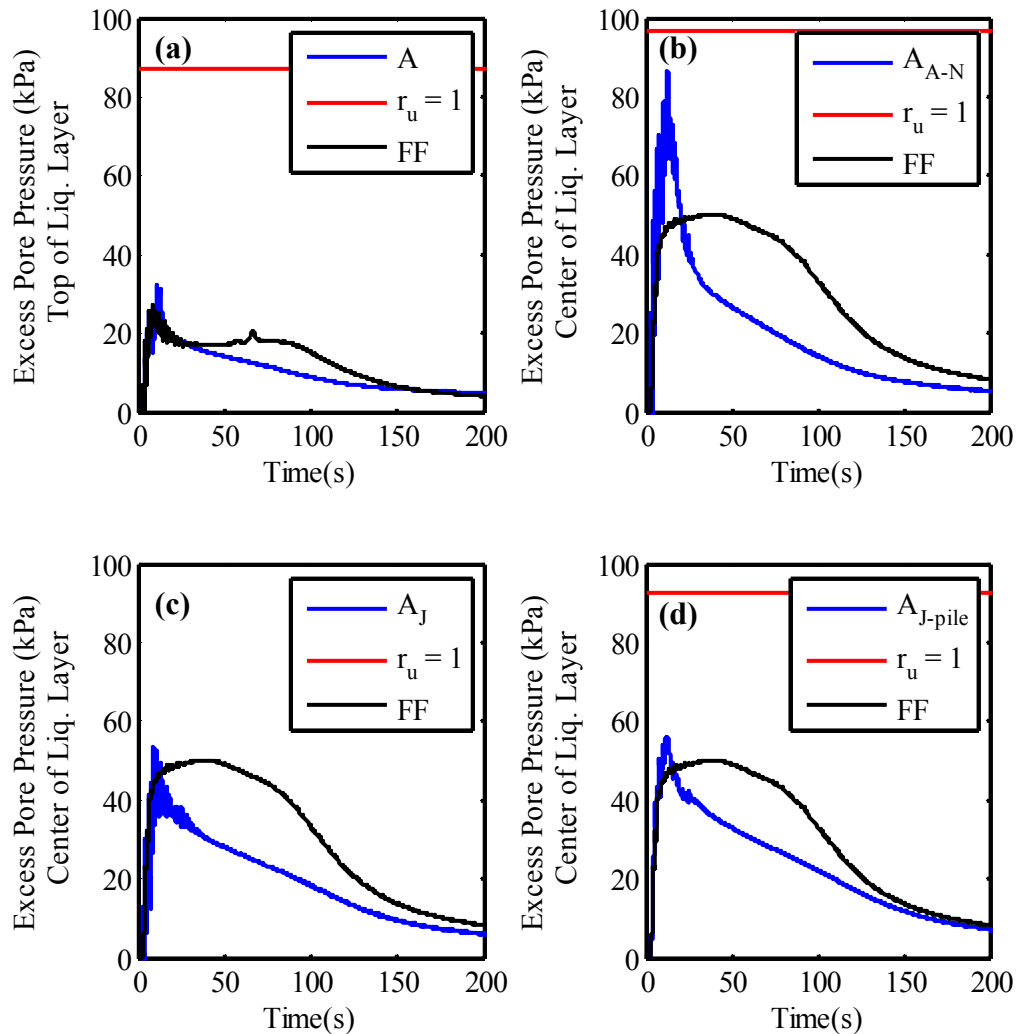 (a)
A
r_u = 1
FF
Excess Pore Pressure (kPa)
Top of Liq. Layer
100
80
60
40
20
0
0 50 100 150 200
Time(s)
(b)
A_A-N
r_u = 1
FF
Excess Pore Pressure (kPa)
Center of Liq. Layer
100
80
60
40
20
0
0 50 100 150 200
Time(s)
(c)
A_J
r_u = 1
FF
Excess Pore Pressure (kPa)
Center of Liq. Layer
100
80
60
40
20
0
0 50 100 150 200
Time(s)
(d)
A_J-pile
r_u = 1
FF
Excess Pore Pressure (kPa)
Center of Liq. Layer
100
80
60
40
20
0
0 50 100 150 200
Time(s)